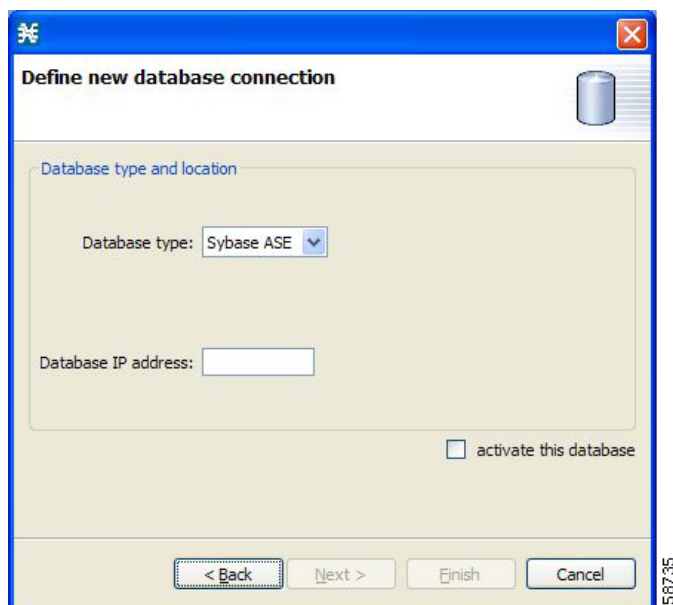 Define new database connection
Database type and location
Database type: Sybase ASE
Database IP address:
activate this database
< Back Next > Finish Cancel
58735